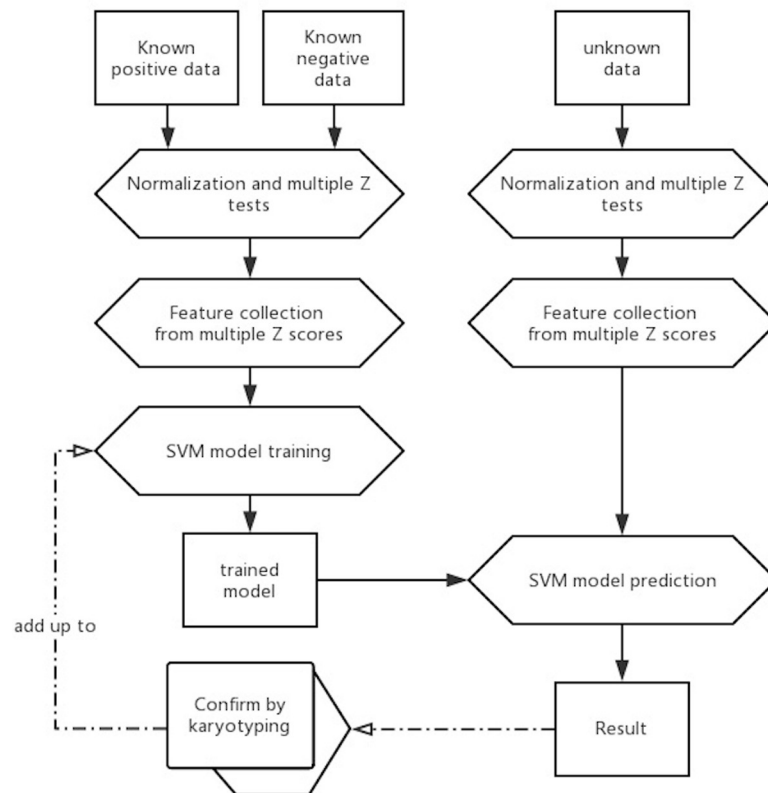 Known
positive data
Known
negative
data
unknown
data
Normalization and multiple Z
tests
Normalization and multiple Z
tests
Feature collection
from multiple Z scores
Feature collection
from multiple Z scores
SVM model training
trained
model
SVM model prediction
add up to
Confirm by
karyotyping
Result